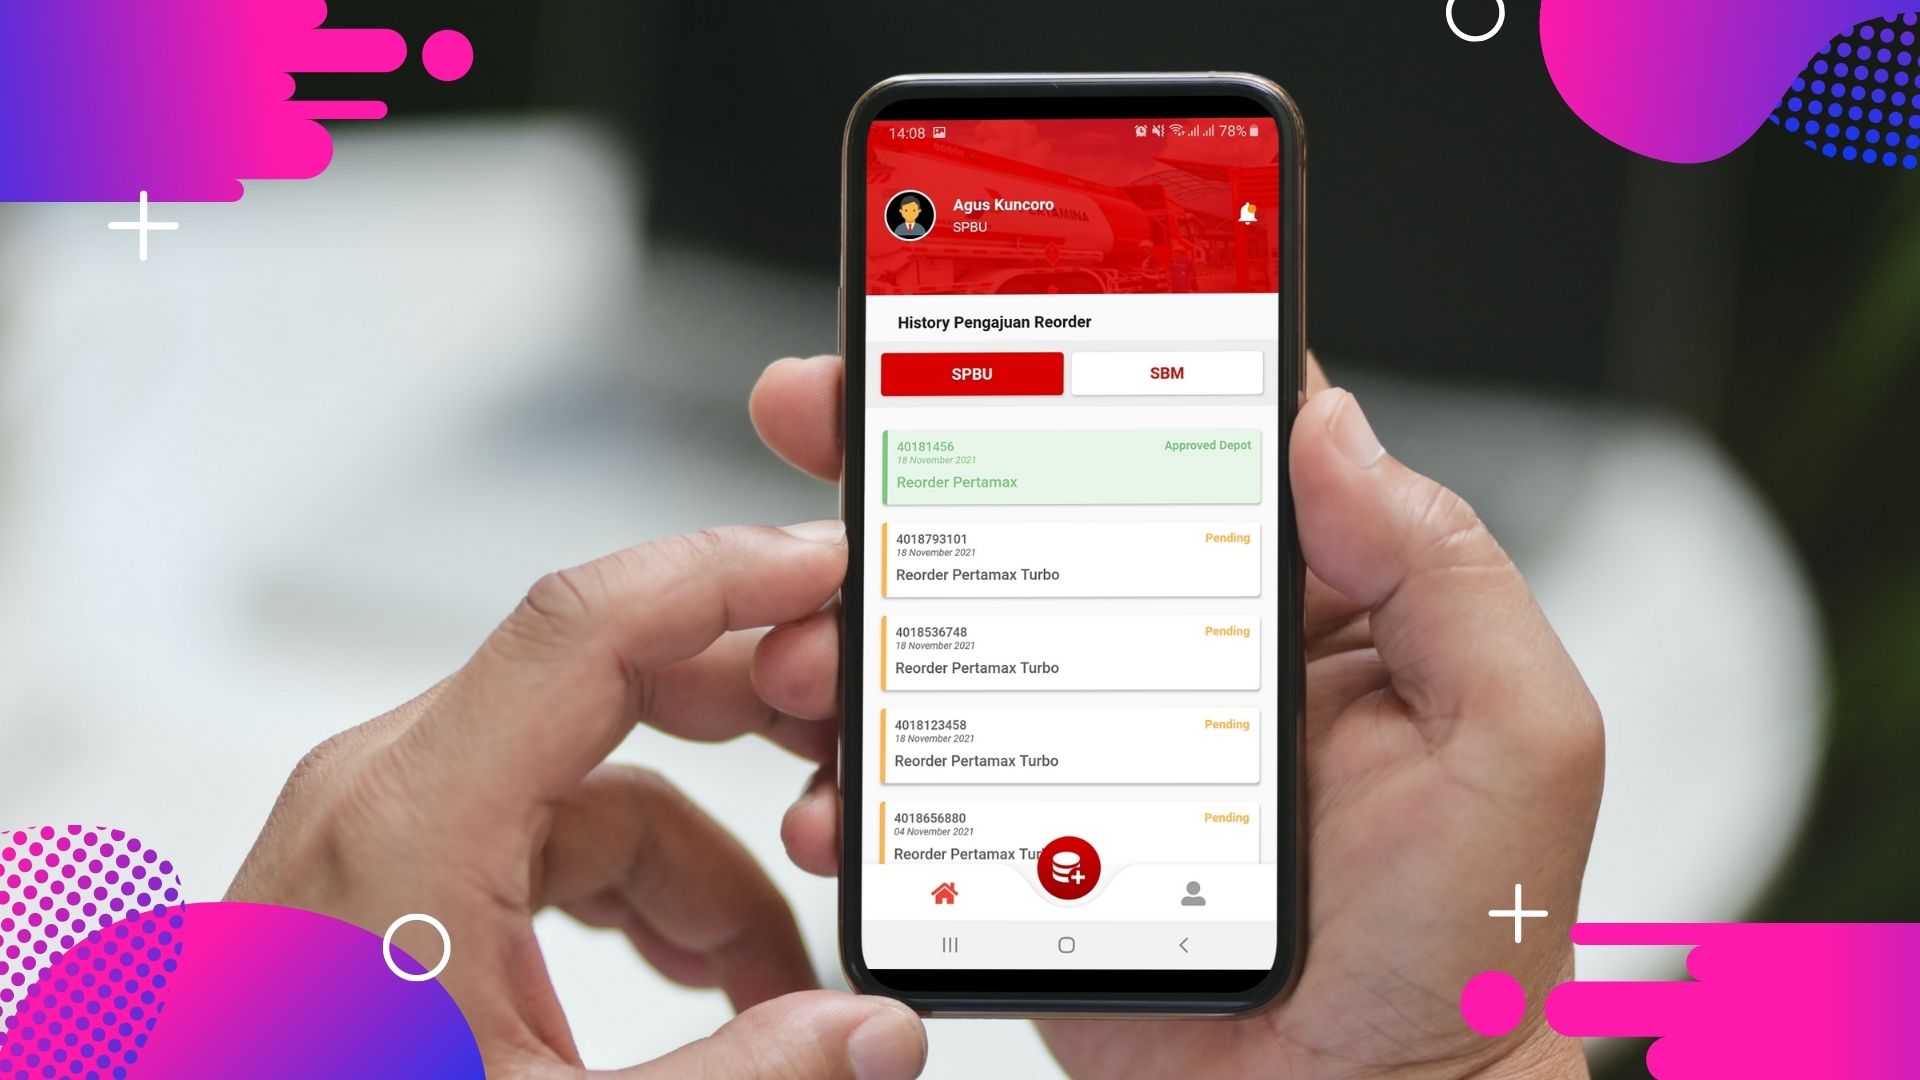 14:08
78%
PERTAMINA
Agus Kuncoro
SPBU
History Pengajuan Reorder
SPBU
SBM
40181456
Approved Depot
18 November 2021
Reorder Pertamax
4018793101
Pending
18 November 2021
Reorder Pertamax Turbo
4018536748
Pending
18 November 2021
Reorder Pertamax Turbo
4018123458
Pending
18 November 2021
Reorder Pertamax Turbo
4018656880
Pending
04 November 2021
Reorder Pertamax Tur